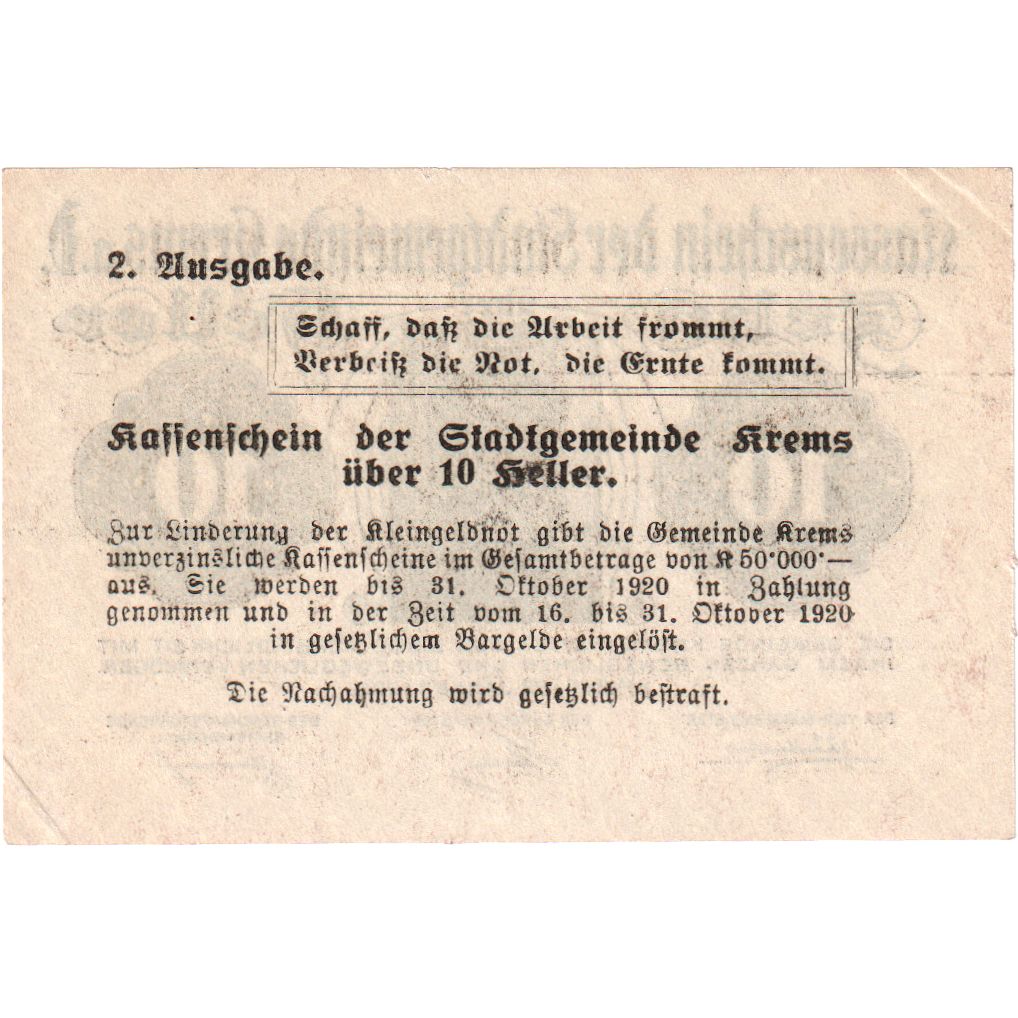 2. Ausgabe.
Schaff, daß die Arbeit frommt,
Verbeiß die Not, die Ernte kommt.
Kassenschein der Stadtgemeinde Krems
über 10 Heller.
Zur Linderung der Kleingeldnot gibt die Gemeinde Krems
unverzinsliche Kassenscheine im Gesamtbetrage von K 50·000·—
aus. Sie werden bis 31. Oktober 1920 in Zahlung
genommen und in der Zeit vom 16. bis 31. Oktober 1920
in gesetzlichem Bargelde eingelöst.
Die Nachahmung wird gesetzlich bestraft.